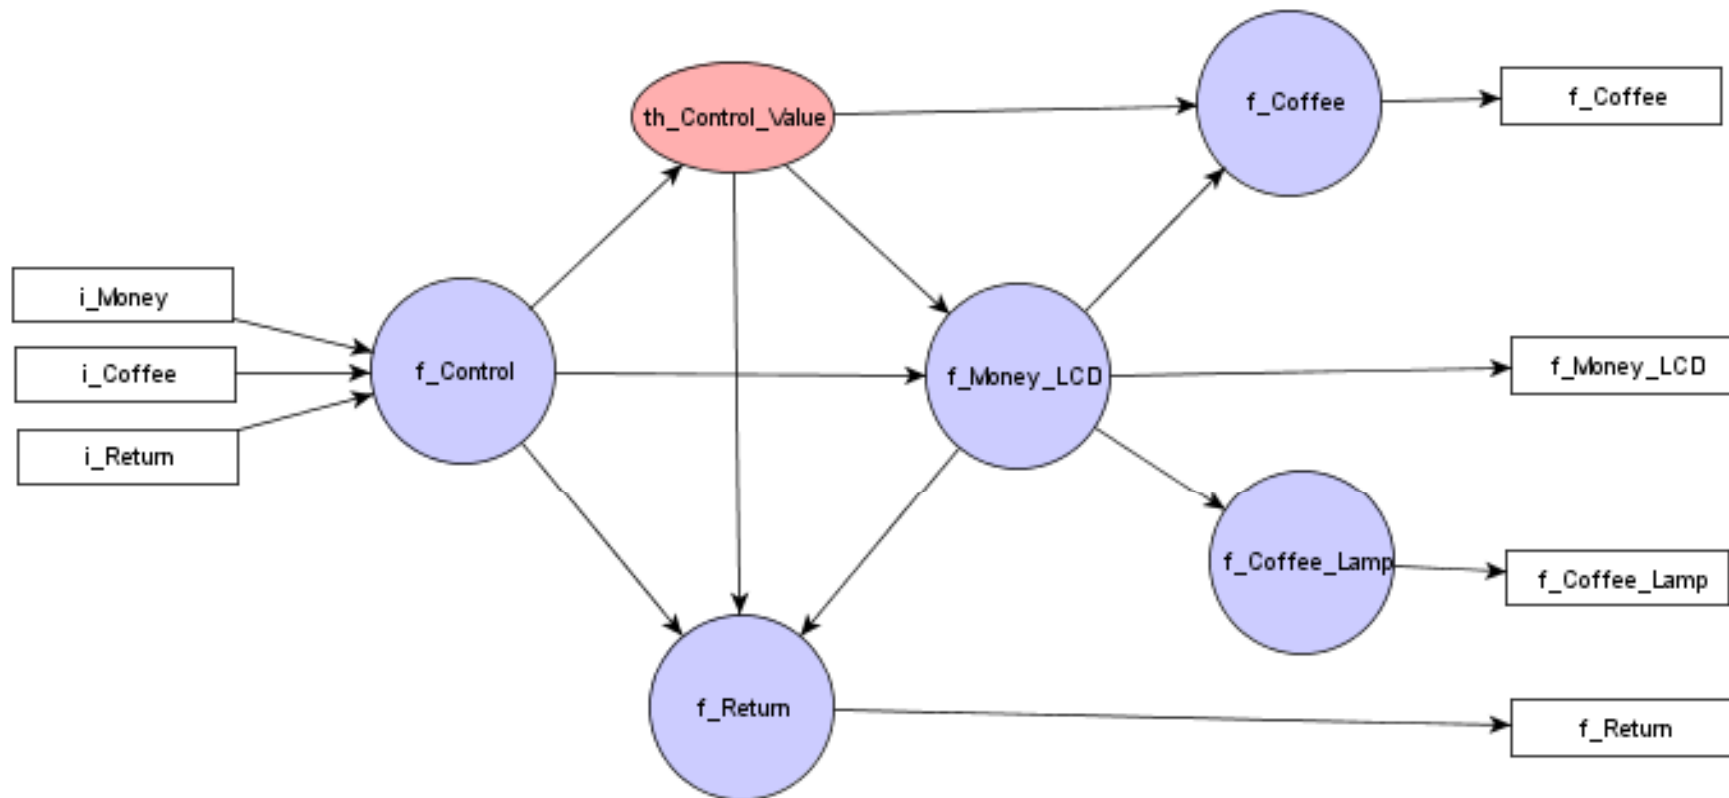 th_Control_Value
f_Coffee
f_Coffee
i_Money
i_Coffee
i_Return
f_Control
f_Money_LCD
f_Money_LCD
f_Coffee_Lamp
f_Coffee_Lamp
f_Return
f_Return